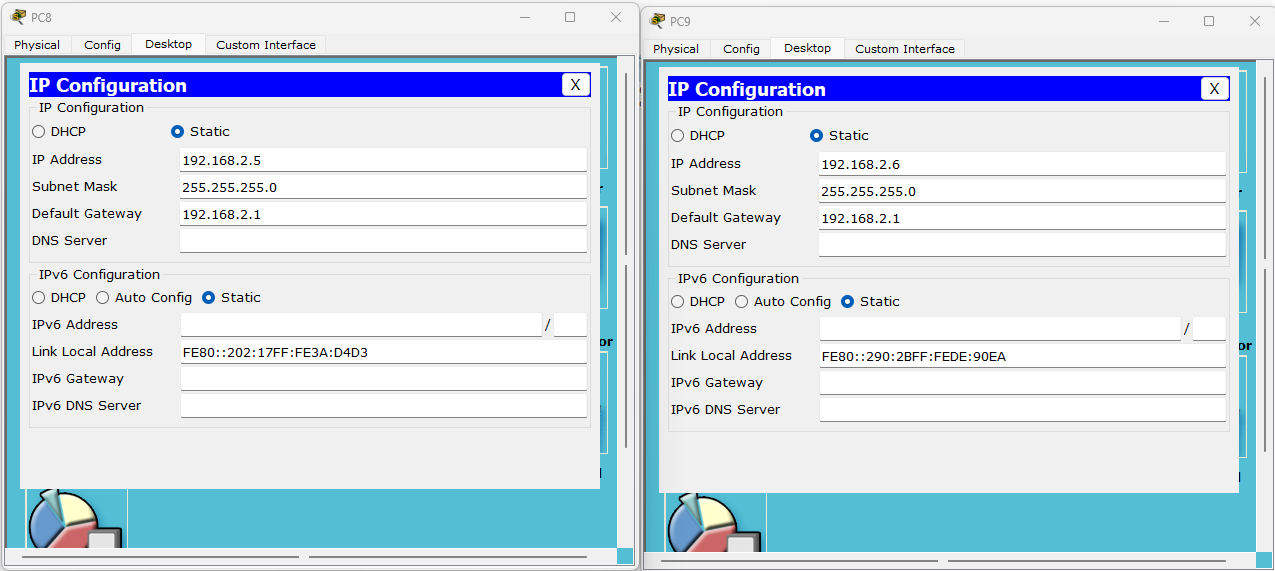 PC8
Physical Config Desktop Custom Interface
IP Configuration X
IP Configuration
DHCP Static
IP Address 192.168.2.5
Subnet Mask 255.255.255.0
Default Gateway 192.168.2.1
DNS Server
IPv6 Configuration
DHCP Auto Config Static
IPv6 Address /
Link Local Address FE80::202:17FF:FE3A:D4D3
IPv6 Gateway
IPv6 DNS Server
or
PC9
Physical Config Desktop Custom Interface
IP Configuration X
IP Configuration
DHCP Static
IP Address 192.168.2.6
Subnet Mask 255.255.255.0
Default Gateway 192.168.2.1
DNS Server
IPv6 Configuration
DHCP Auto Config Static
IPv6 Address /
Link Local Address FE80::290:2BFF:FEDE:90EA
IPv6 Gateway
IPv6 DNS Server
or